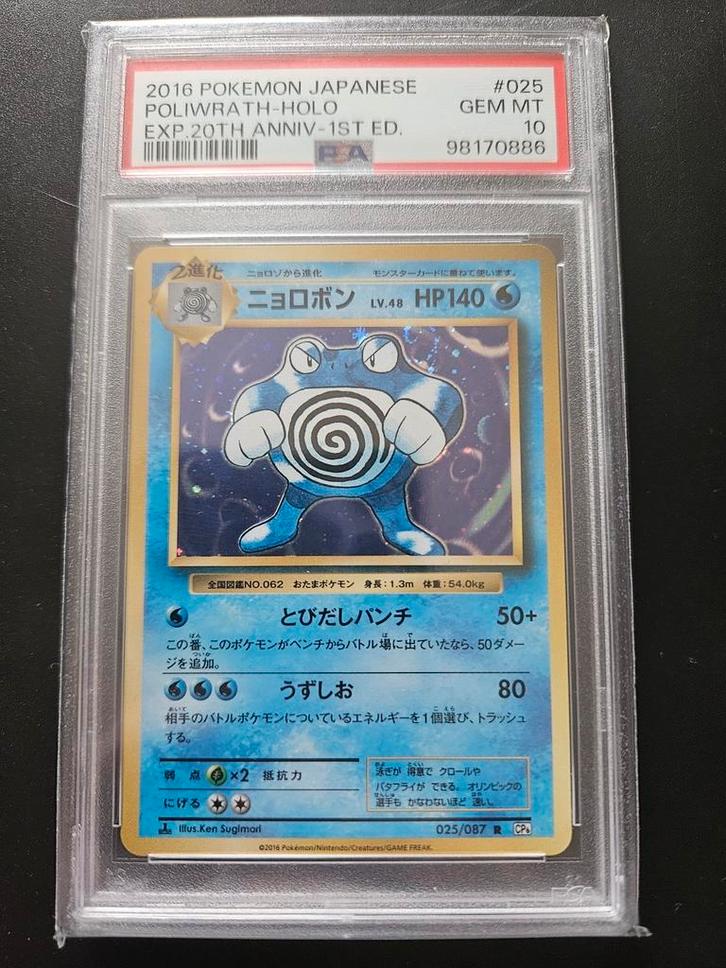 2016 POKEMON JAPANESE #025
POLIWRATH-HOLO GEM MT
EXP.20TH ANNIV-1ST ED. 10
PSA 98170886
2進化
ニョロゾから進化 モンスターカードに重ねて使います。
ニョロボン LV.48 HP140
全国図鑑NO.062 おたまポケモン 身長:1.3m 体重:54.0kg
とびだしパンチ 50+
この番、このポケモンがベンチからバトル場に出ていたなら、50ダメー
ジを追加。
うずしお 80
相手のバトルポケモンについているエネルギーを1個選び、トラッシュ
する。
弱点 ×2 抵抗力
にげる
泳ぎが 得意で クロールや
バタフライが できる。オリンピックの
選手も かなわないほど 速い。
1 Illus.Ken Sugimori 025/087 R CP6
©2016 Pokémon/Nintendo/Creatures/GAME FREAK.